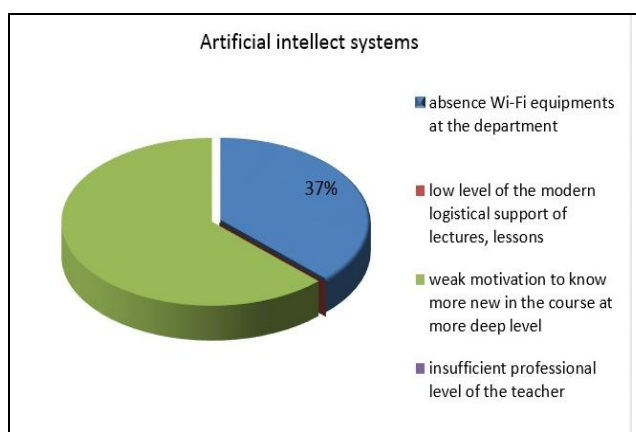 Artificial intellect systems
37%
absence Wi-Fi equipments
at the department
low level of the modern
logistical support of
lectures, lessons
weak motivation to know
more new in the course at
more deep level
insufficient professional
level of the teacher